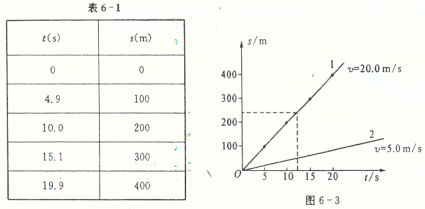 表 6-1
t(s) s(m)
0 0
4.9 100
10.0 200
15.1 300
19.9 400
s/m
1
v=20.0 m/s
400
300
200
100
2
v=5.0 m/s
O 5 10 15 20 t/s
图 6-3